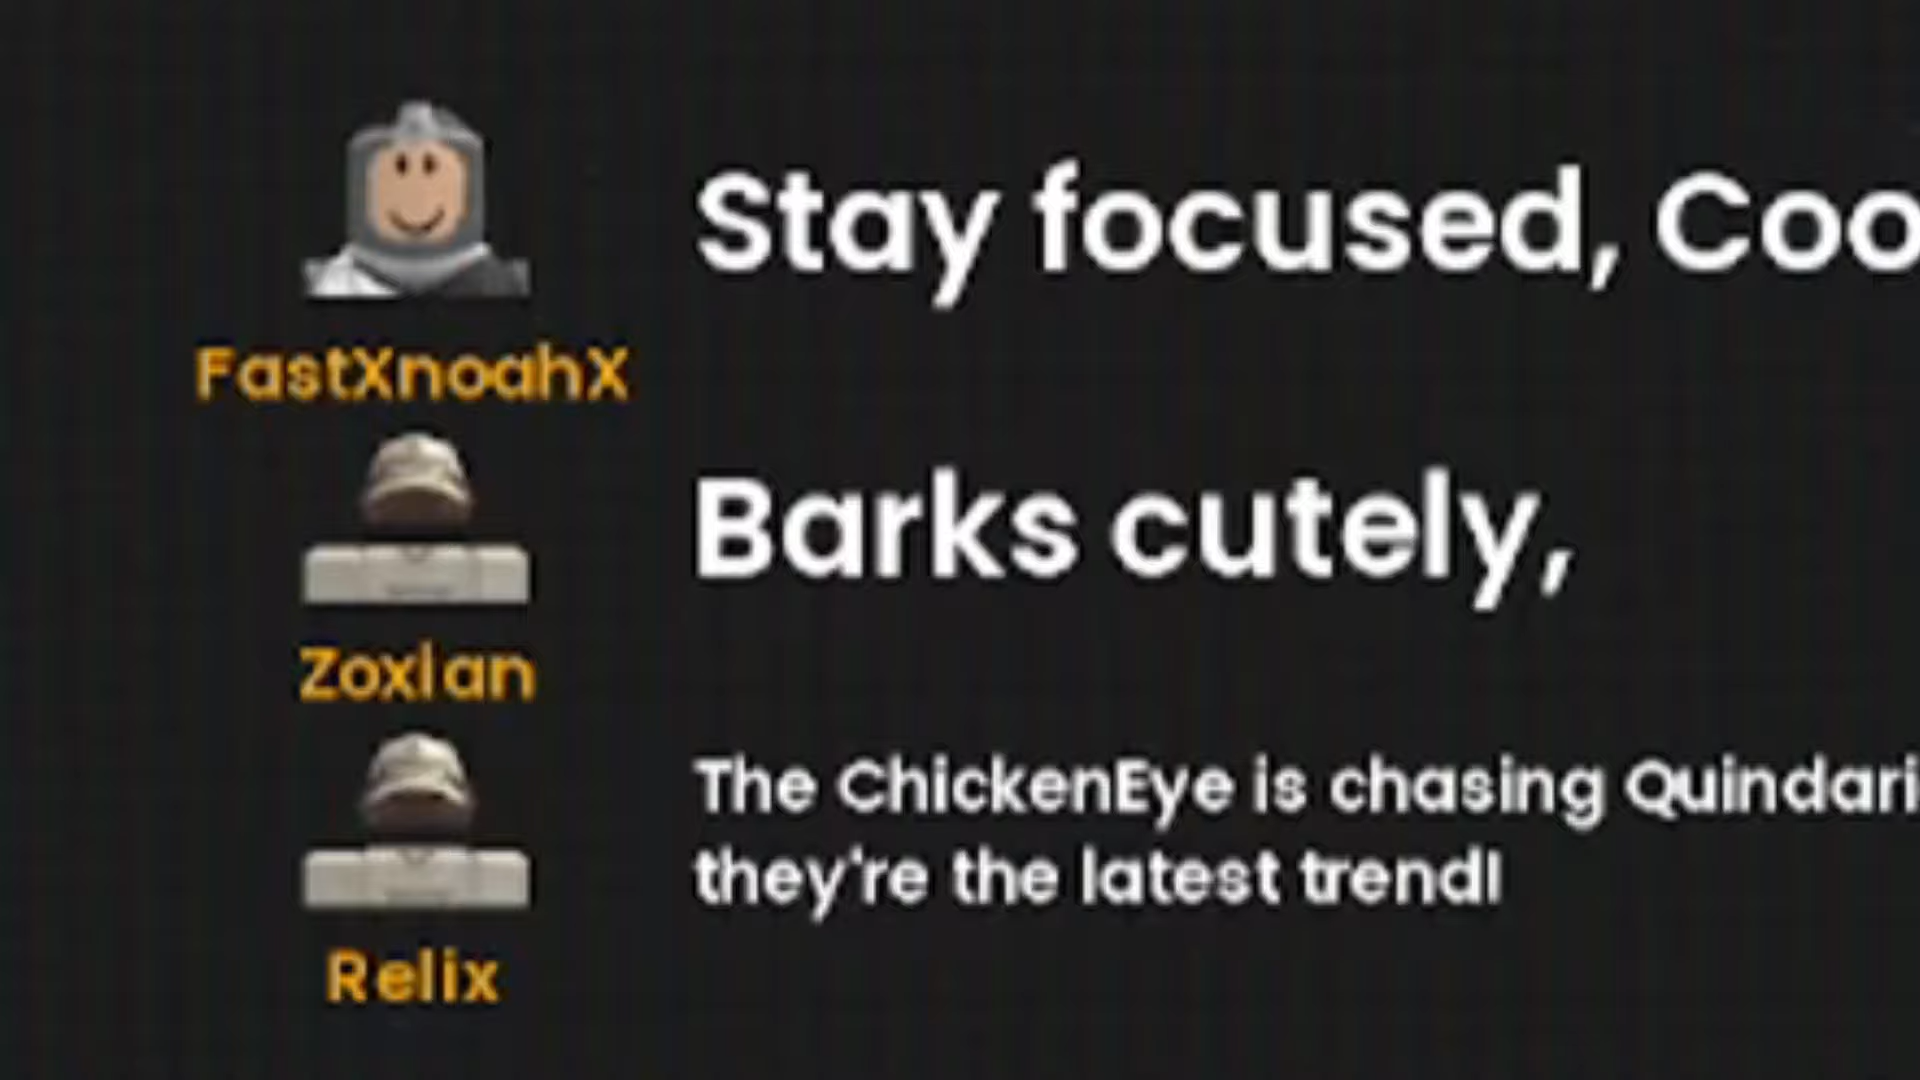 Stay focused, Coo
FastXnoahX
Barks cutely,
Zoxlan
The ChickenEye is chasing Quindari
they're the latest trend!
Relix